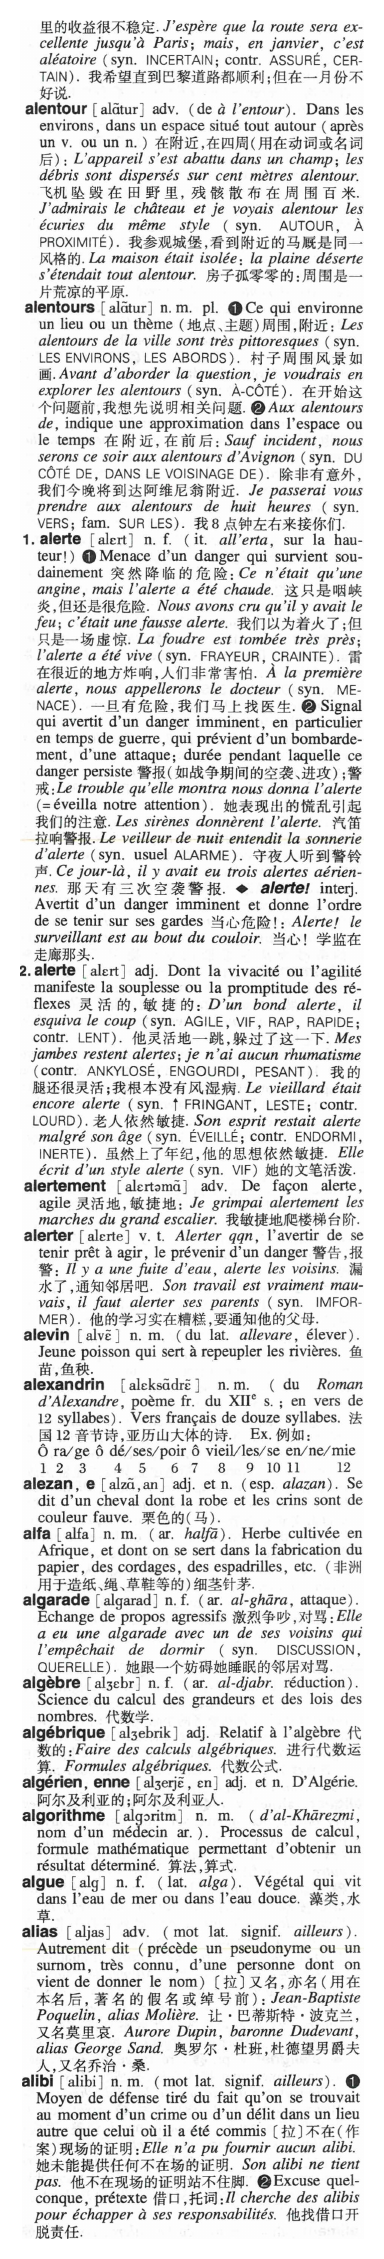 里的收益很不稳定. J'espère que la route sera ex-
cellente jusqu'à Paris; mais, en janvier, c'est
aléatoire (syn. INCERTAIN; contr. ASSURÉ, CER-
TAIN). 我希望直到巴黎道路都顺利;但在一月份不
好说.
alentour [alɑ̃tur] adv. (de à l'entour). Dans les
environs, dans un espace situé tout autour (après
un v. ou un n.) 在附近,在四周(用在动词或名词
后): L'appareil s'est abattu dans un champ; les
débris sont dispersés sur cent mètres alentour.
飞机坠毁在田野里, 残骸散布在周围百米.
J'admirais le château et je voyais alentour les
écuries du même style (syn. AUTOUR, À
PROXIMITÉ). 我参观城堡,看到附近的马厩是同一
风格的. La maison était isolée: la plaine déserte
s'étendait tout alentour. 房子孤零零的:周围是一
片荒凉的平原.
alentours [alɑ̃tur] n. m. pl. ❶Ce qui environne
un lieu ou un thème (地点、主题)周围,附近: Les
alentours de la ville sont très pittoresques (syn.
LES ENVIRONS, LES ABORDS). 村子周围风景如
画. Avant d'aborder la question, je voudrais en
explorer les alentours (syn. À-CÔTÉ). 在开始这
个问题前,我想先说明相关问题. ❷Aux alentours
de, indique une approximation dans l'espace ou
le temps 在附近,在前后: Sauf incident, nous
serons ce soir aux alentours d'Avignon (syn. DU
CÔTÉ DE, DANS LE VOISINAGE DE). 除非有意外,
我们今晚将到达阿维尼翁附近. Je passerai vous
prendre aux alentours de huit heures (syn.
VERS; fam. SUR LES). 我8点钟左右来接你们.
1. alerte [alɛrt] n. f. (it. all'erta, sur la hau-
teur!) ❶Menace d'un danger qui survient sou-
dainement 突然降临的危险: Ce n'était qu'une
angine, mais l'alerte a été chaude. 这只是咽峡
炎,但还是很危险. Nous avons cru qu'il y avait le
feu; c'était une fausse alerte. 我们以为着火了;但
只是一场虚惊. La foudre est tombée très près;
l'alerte a été vive (syn. FRAYEUR, CRAINTE). 雷
在很近的地方炸响,人们非常害怕. À la première
alerte, nous appellerons le docteur (syn. ME-
NACE). 一旦有危险,我们马上找医生. ❷Signal
qui avertit d'un danger imminent, en particulier
en temps de guerre, qui prévient d'un bombarde-
ment, d'une attaque; durée pendant laquelle ce
danger persiste 警报(如战争期间的空袭、进攻);警
戒:Le trouble qu'elle montra nous donna l'alerte
(=éveilla notre attention). 她表现出的慌乱引起
我们的注意. Les sirènes donnèrent l'alerte. 汽笛
拉响警报. Le veilleur de nuit entendit la sonnerie
d'alerte (syn. usuel ALARME). 守夜人听到警铃
声. Ce jour-là, il y avait eu trois alertes aérien-
nes. 那天有三次空袭警报. ◆ alerte! interj.
Avertit d'un danger imminent et donne l'ordre
de se tenir sur ses gardes 当心危险!: Alerte! le
surveillant est au bout du couloir. 当心! 学监在
走廊那头.
2. alerte [alɛrt] adj. Dont la vivacité ou l'agilité
manifeste la souplesse ou la promptitude des ré-
flexes 灵活的, 敏捷的: D'un bond alerte, il
esquiva le coup (syn. AGILE, VIF, RAP, RAPIDE;
contr. LENT). 他灵活地一跳,躲过了这一下. Mes
jambes restent alertes; je n'ai aucun rhumatisme
(contr. ANKYLOSÉ, ENGOURDI, PESANT). 我的
腿还很灵活;我根本没有风湿病. Le vieillard était
encore alerte (syn. ↑ FRINGANT, LESTE; contr.
LOURD). 老人依然敏捷. Son esprit restait alerte
malgré son âge (syn. ÉVEILLÉ; contr. ENDORMI,
INERTE). 虽然上了年纪,他的思想依然敏捷. Elle
écrit d'un style alerte (syn. VIF) 她的文笔活泼.
alertement [alɛrtəmɑ̃] adv. De façon alerte,
agile 灵活地,敏捷地: Je grimpai alertement les
marches du grand escalier. 我敏捷地爬楼梯台阶.
alerter [alɛrte] v. t. Alerter qqn, l'avertir de se
tenir prêt à agir, le prévenir d'un danger 警告,报
警: Il y a une fuite d'eau, alerte les voisins. 漏
水了,通知邻居吧. Son travail est vraiment mau-
vais, il faut alerter ses parents (syn. IMFOR-
MER). 他的学习实在糟糕,要通知他的父母.
alevin [alvɛ̃] n. m. (du lat. allevare, élever).
Jeune poisson qui sert à repeupler les rivières. 鱼
苗,鱼秧.
alexandrin [alɛksɑ̃drɛ̃] n. m. (du Roman
d'Alexandre, poème fr. du XIIe s.; en vers de
12 syllabes). Vers français de douze syllabes. 法
国12音节诗,亚历山大体的诗. Ex.例如:
Ô ra/ge ô dé/ses/poir ô vieil/les/se en/ne/mie
1 2 3 4 5 6 7 8 9 10 11 12
alezan, e [alzɑ̃,an] adj. et n. (esp. alazan). Se
dit d'un cheval dont la robe et les crins sont de
couleur fauve. 栗色的(马).
alfa [alfa] n. m. (ar. halfā). Herbe cultivée en
Afrique, et dont on se sert dans la fabrication du
papier, des cordages, des espadrilles, etc. (非洲
用于造纸、绳、草鞋等的)细茎针茅.
algarade [algarad] n. f. (ar. al-ghāra, attaque).
Echange de propos agressifs 激烈争吵,对骂:Elle
a eu une algarade avec un de ses voisins qui
l'empêchait de dormir (syn. DISCUSSION,
QUERELLE). 她跟一个妨碍她睡眠的邻居对骂.
algèbre [alʒɛbr] n. f. (ar. al-djabr. réduction).
Science du calcul des grandeurs et des lois des
nombres. 代数学.
algébrique [alʒebrik] adj. Relatif à l'algèbre 代
数的:Faire des calculs algébriques. 进行代数运
算. Formules algébriques. 代数公式.
algérien, enne [alʒerjɛ̃, ɛn] adj. et n. D'Algérie.
阿尔及利亚的;阿尔及利亚人.
algorithme [algɔritm] n. m. (d'al-Khārezmi,
nom d'un médecin ar.). Processus de calcul,
formule mathématique permettant d'obtenir un
résultat déterminé. 算法,算式.
algue [alg] n. f. (lat. alga). Végétal qui vit
dans l'eau de mer ou dans l'eau douce. 藻类,水
草.
alias [aljas] adv. (mot lat. signif. ailleurs).
Autrement dit (précède un pseudonyme ou un
surnom, très connu, d'une personne dont on
vient de donner le nom) [拉]又名,亦名(用在
本名后, 著名的假名或绰号前): Jean-Baptiste
Poquelin, alias Molière. 让·巴蒂斯特·波克兰,
又名莫里哀. Aurore Dupin, baronne Dudevant,
alias George Sand. 奥罗尔·杜班,杜德望男爵夫
人,又名乔治·桑.
alibi [alibi] n. m. (mot lat. signif. ailleurs). ❶
Moyen de défense tiré du fait qu'on se trouvait
au moment d'un crime ou d'un délit dans un lieu
autre que celui où il a été commis [拉]不在(作
案)现场的证明:Elle n'a pu fournir aucun alibi.
她未能提供任何不在场的证明. Son alibi ne tient
pas. 他不在现场的证明站不住脚. ❷Excuse quel-
conque, prétexte 借口,托词:Il cherche des alibis
pour échapper à ses responsabilités. 他找借口开
脱责任.